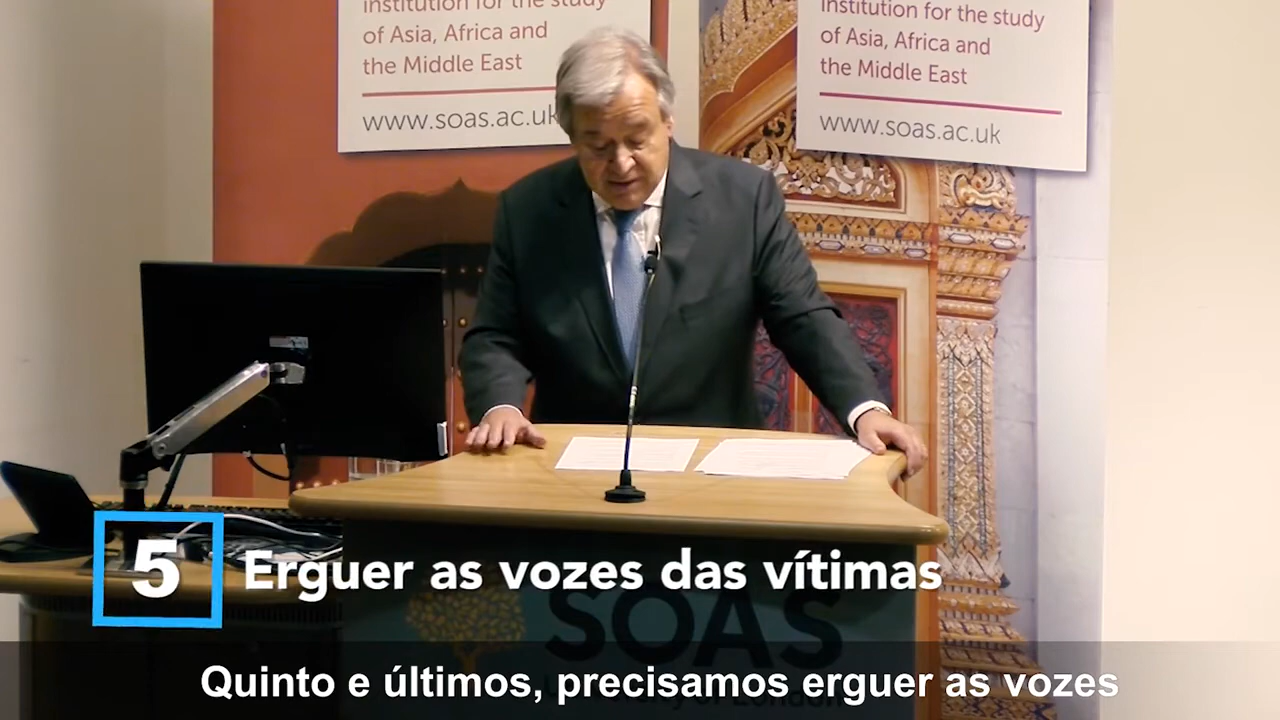 institution for the study
of Asia, Africa and
the Middle East
www.soas.ac.uk
institution for the study
of Asia, Africa and
the Middle East
www.soas.ac.uk
5 Erguer as vozes das vítimas
SOAS
Quinto e últimos, precisamos erguer as vozes